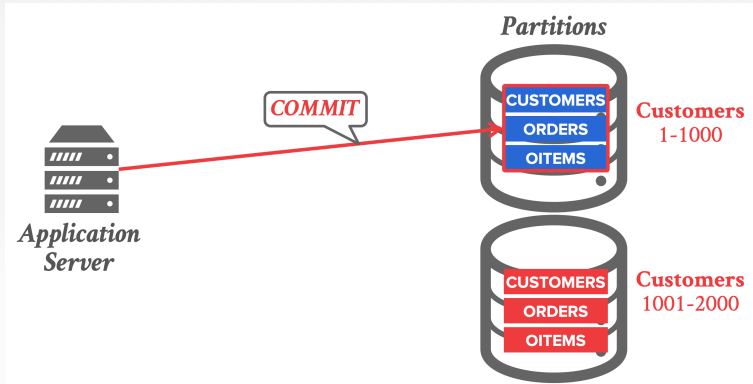 Partitions
COMMIT
CUSTOMERS
ORDERS
OITEMS
Customers
1-1000
Application
Server
CUSTOMERS
ORDERS
OITEMS
Customers
1001-2000